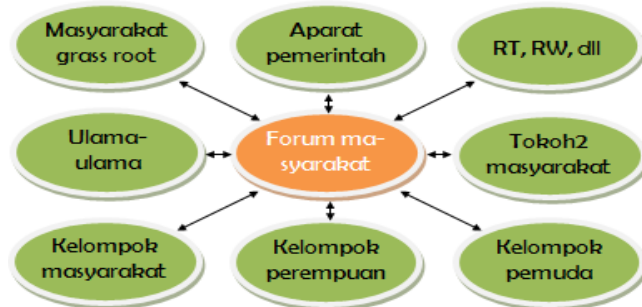 Masyarakat
grass root
Aparat
pemerintah
RT, RW, dll
Ulama-
ulama
Forum ma-
syarakat
Tokoh2
masyarakat
Kelompok
masyarakat
Kelompok
perempuan
Kelompok
pemuda